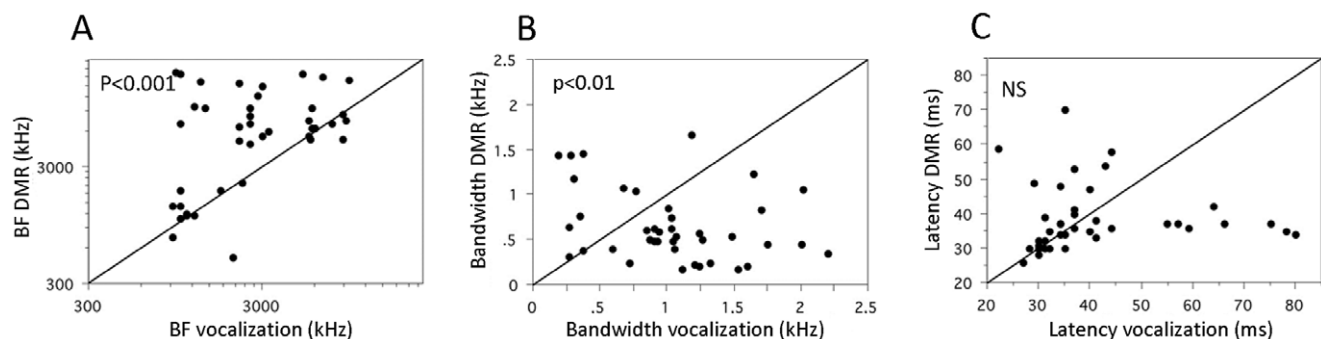 A
P<0.001
BF DMR (kHz)
3000
300
300
3000
BF vocalization (kHz)
B
p<0.01
Bandwidth DMR (kHz)
2.5
2
1.5
1
.5
0
0
.5
1
1.5
2
2.5
Bandwidth vocalization (kHz)
C
NS
Latency DMR (ms)
80
70
60
50
40
30
20
20
30
40
50
60
70
80
Latency vocalization (ms)